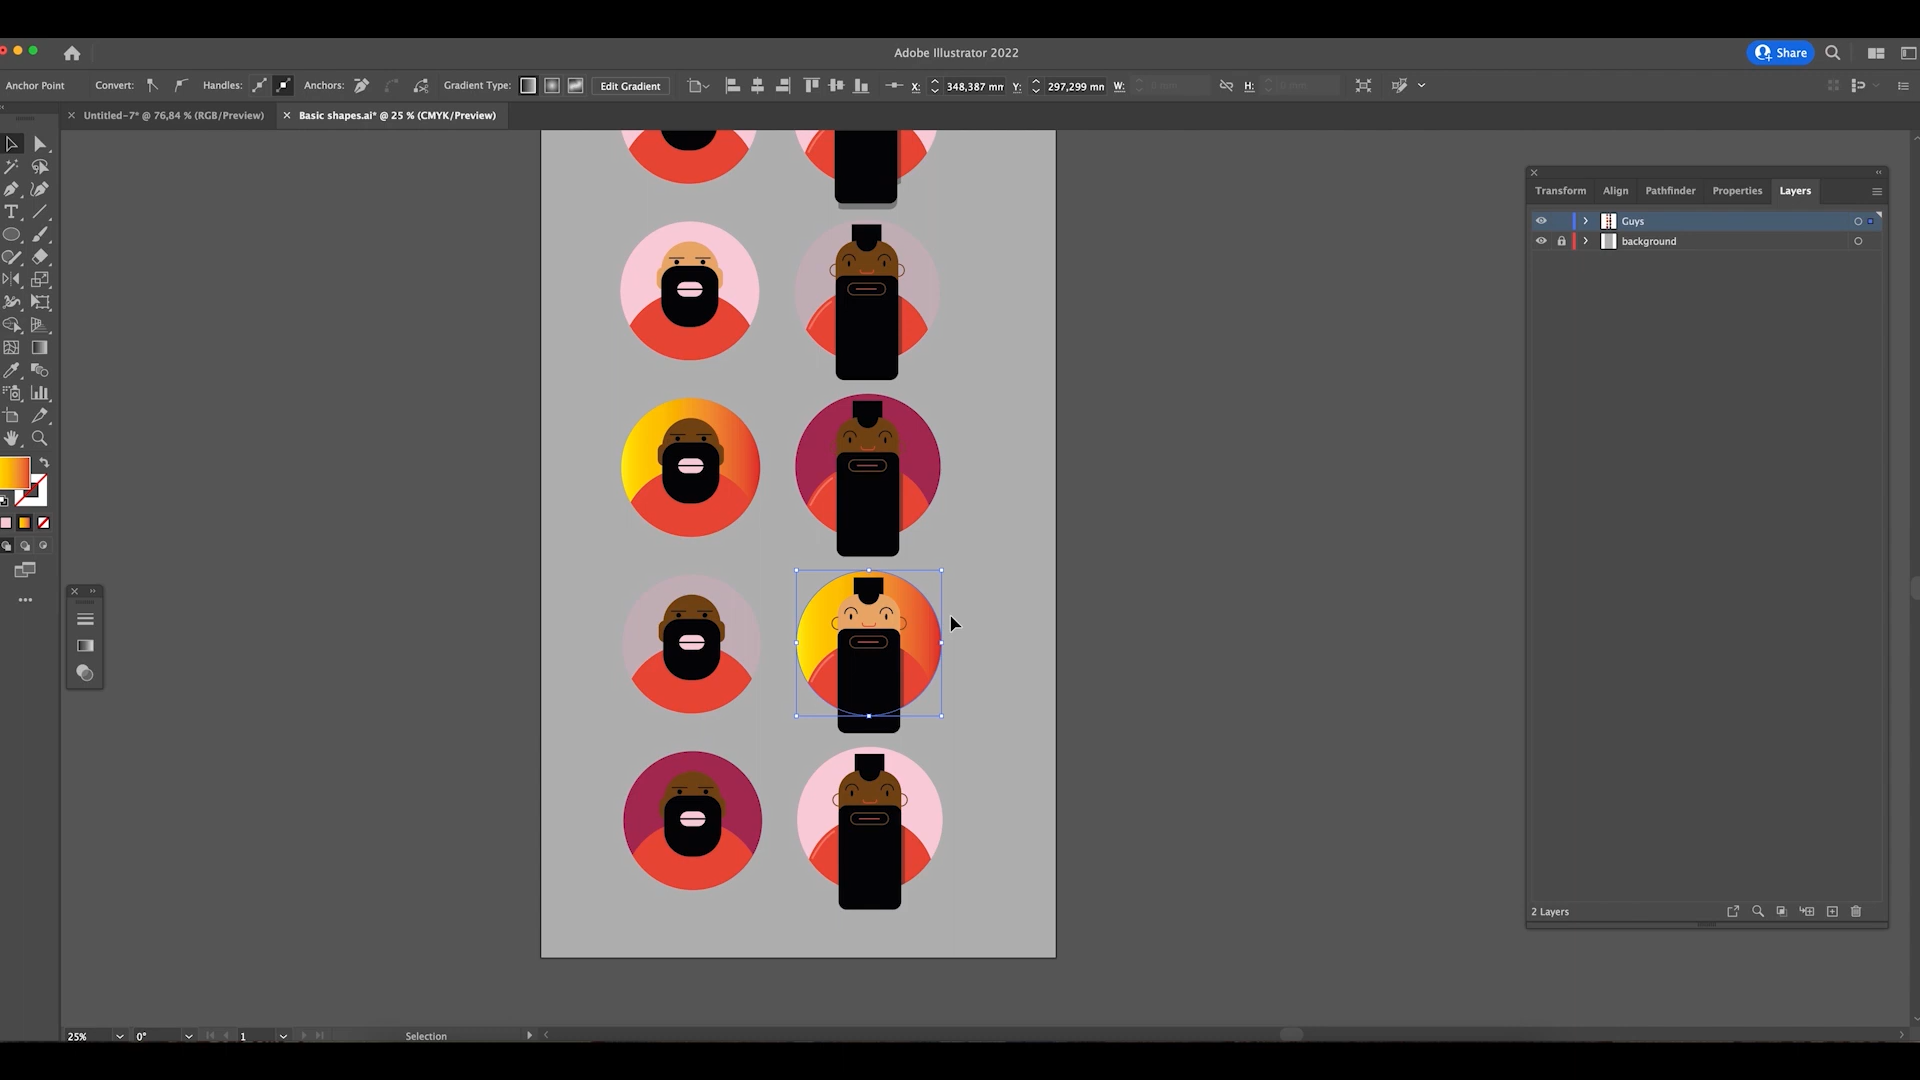 Adobe Illustrator 2022
Share
Anchor Point
Convert:
Handles:
Anchors:
Gradient Type:
Edit Gradient
X:
348,387 mm
Y:
297,299 mm
W:
H:
Untitled-7* @ 76,84 % (RGB/Preview)
Basic shapes.ai* @ 25 % (CMYK/Preview)
Transform
Align
Pathfinder
Properties
Layers
Guys
background
2 Layers
25%
0°
1
Selection